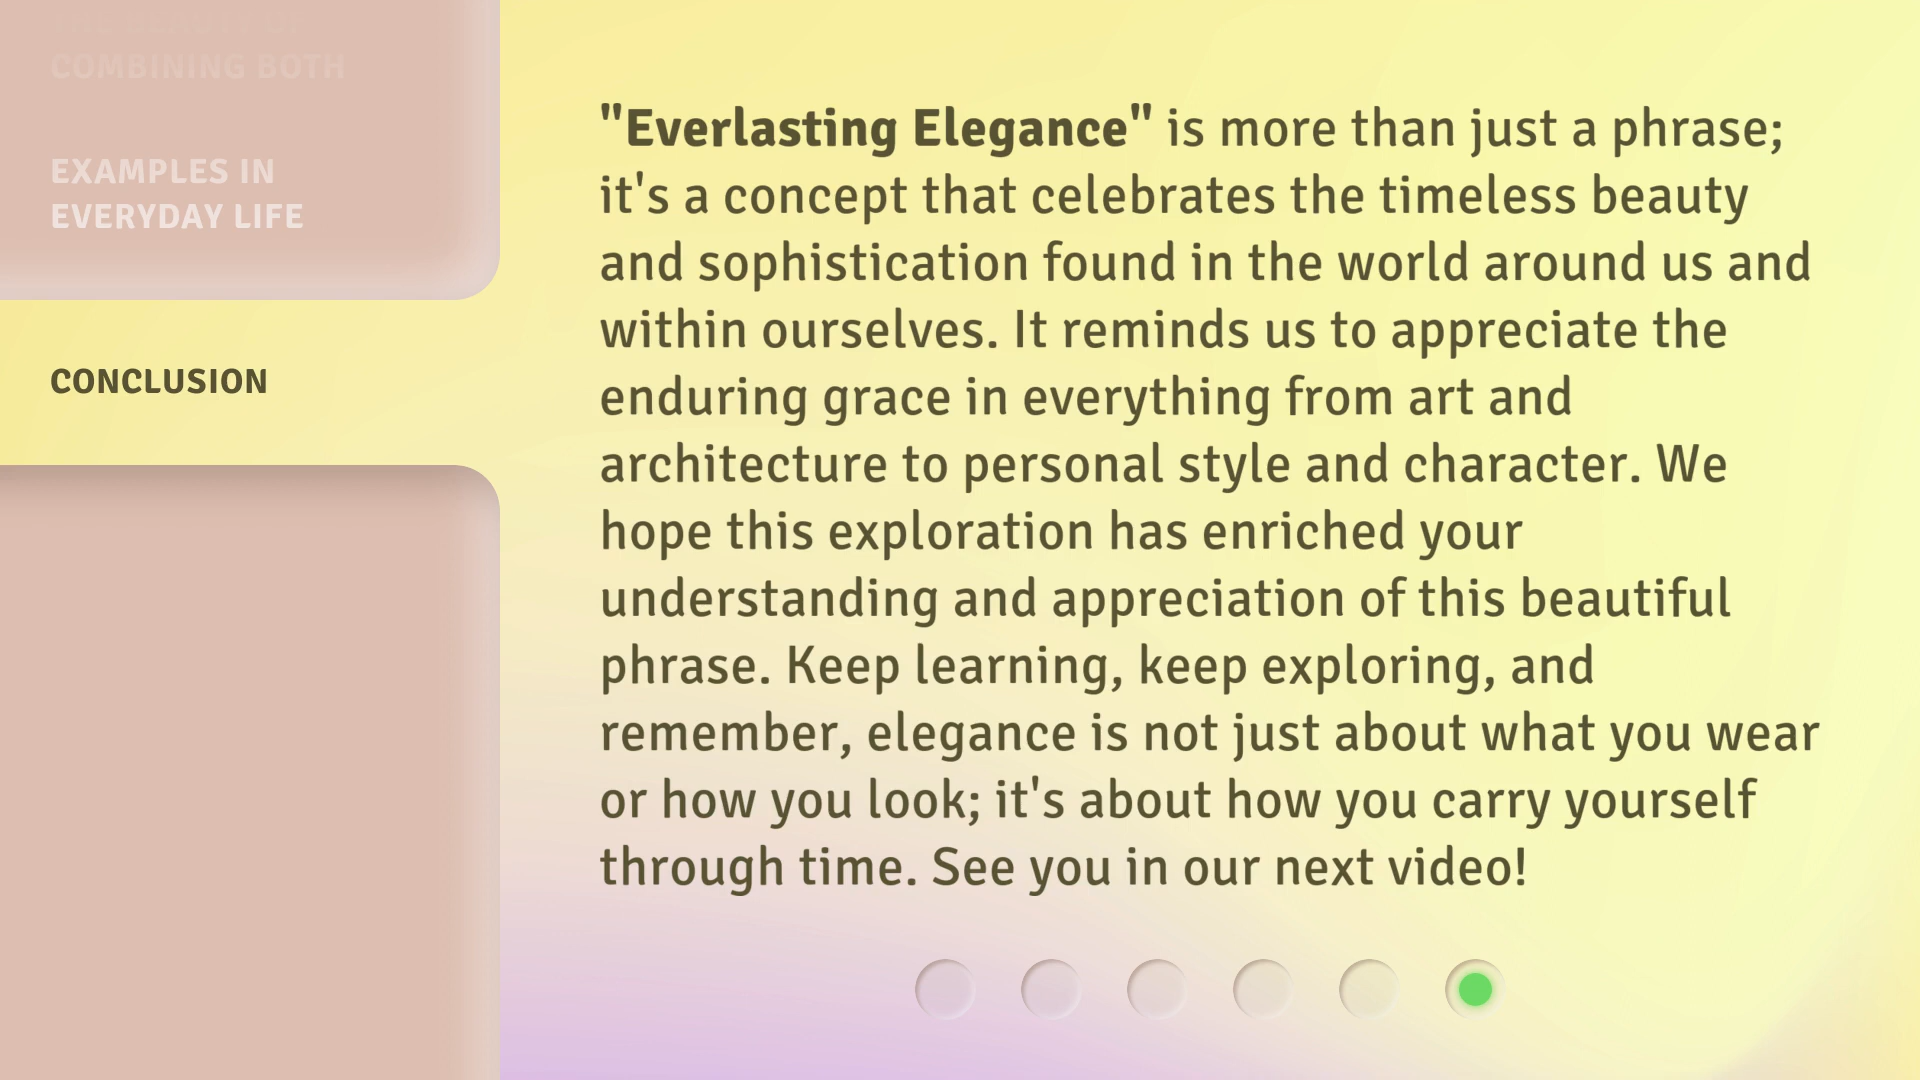 COMBINING BOTH
EXAMPLES IN
EVERYDAY LIFE
CONCLUSION
"Everlasting Elegance" is more than just a phrase;
it's a concept that celebrates the timeless beauty
and sophistication found in the world around us and
within ourselves. It reminds us to appreciate the
enduring grace in everything from art and
architecture to personal style and character. We
hope this exploration has enriched your
understanding and appreciation of this beautiful
phrase. Keep learning, keep exploring, and
remember, elegance is not just about what you wear
or how you look; it's about how you carry yourself
through time. See you in our next video!